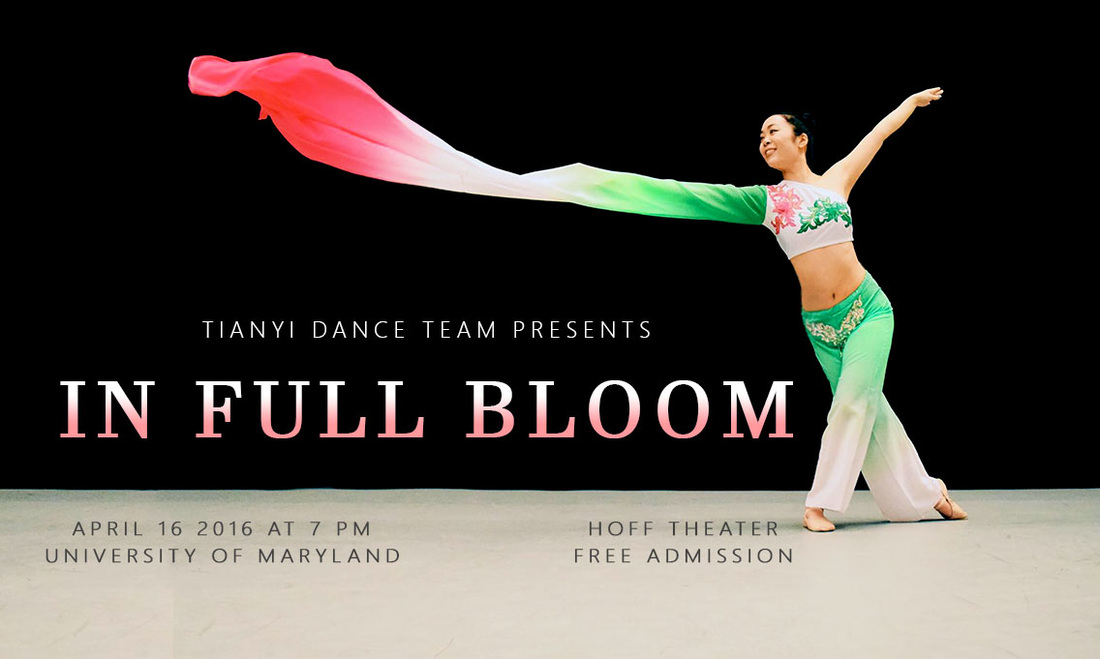 TIANYI DANCE TEAM PRESENTS
IN FULL BLOOM
APRIL 16 2016 AT 7 PM
UNIVERSITY OF MARYLAND
HOFF THEATER
FREE ADMISSION